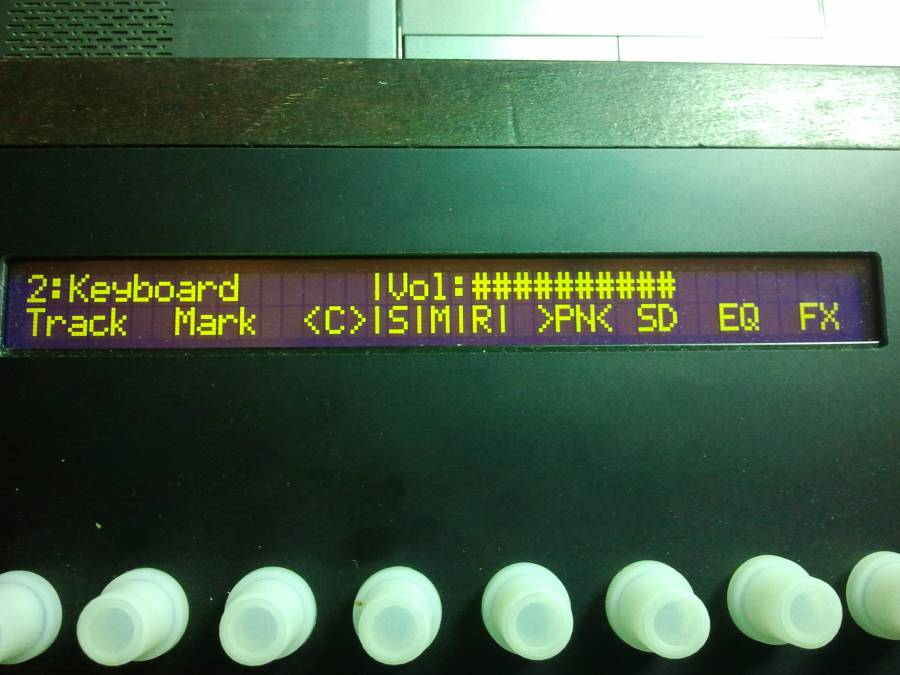 2:Keyboard |Vol:##########
Track Mark <C>|S|M|R| >PN< SD EQ FX